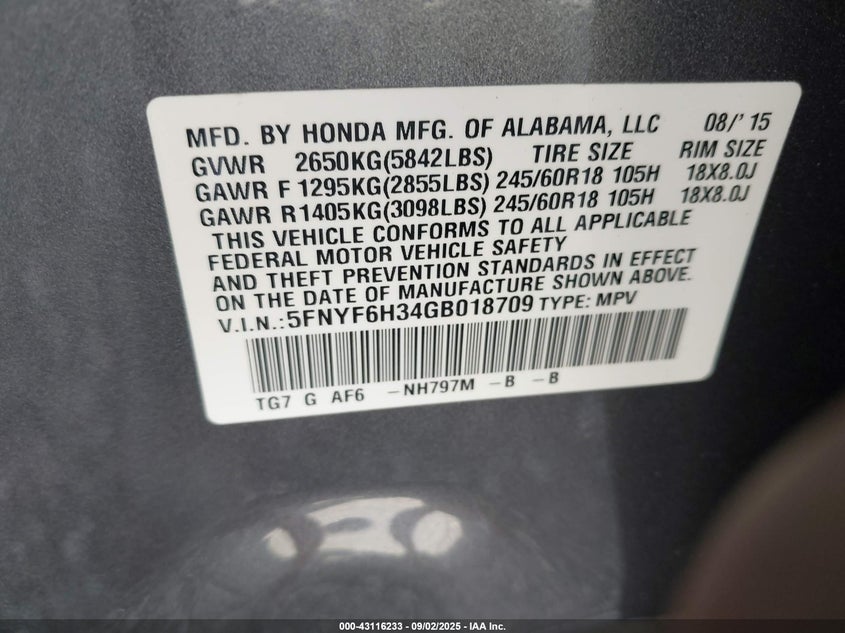 MFD. BY HONDA MFG. OF ALABAMA, LLC 08/'15
GVWR 2650KG(5842LBS) TIRE SIZE RIM SIZE
GAWR F 1295KG(2855LBS) 245/60R18 105H 18X8.0J
GAWR R 1405KG(3098LBS) 245/60R18 105H 18X8.0J
THIS VEHICLE CONFORMS TO ALL APPLICABLE
FEDERAL MOTOR VEHICLE SAFETY
AND THEFT PREVENTION STANDARDS IN EFFECT
ON THE DATE OF MANUFACTURE SHOWN ABOVE.
V.I.N.:5FNYF6H34GB018709 TYPE: MPV
TG7 G AF6 -NH797M -B -B
000-43116233 - 09/02/2025 - IAA Inc.